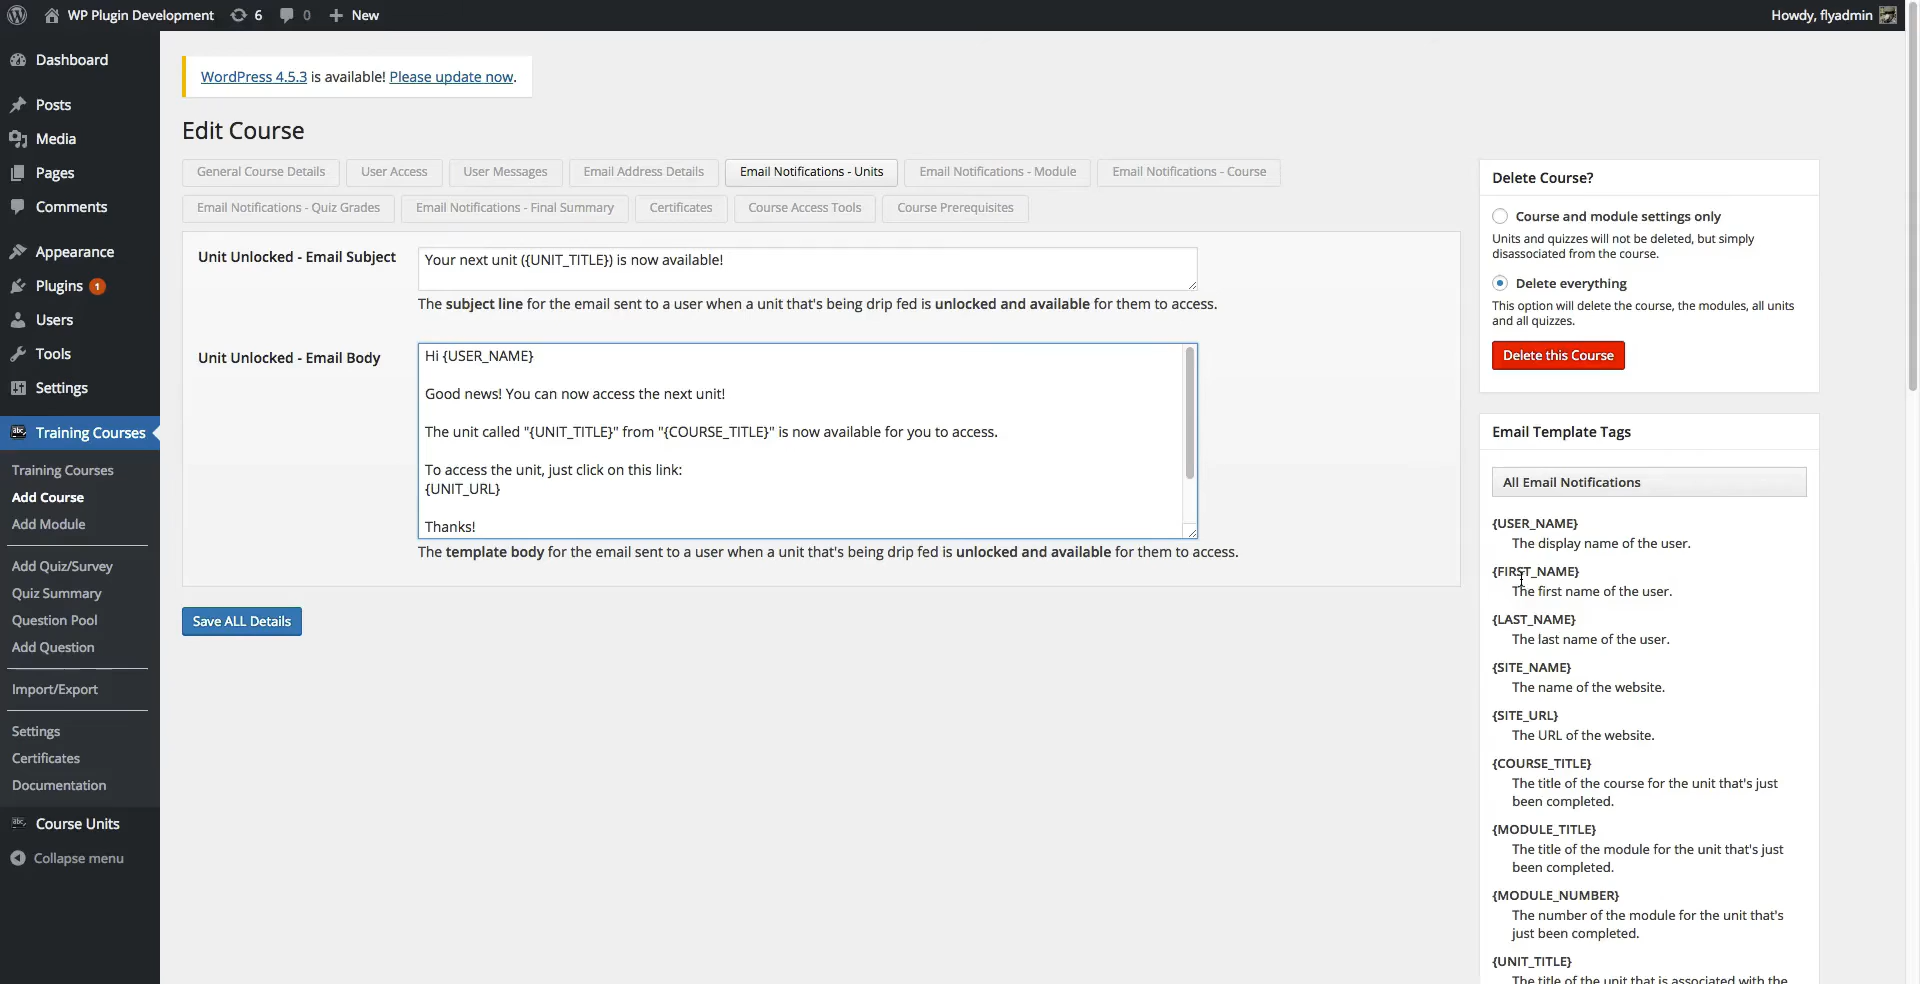 WP Plugin Development 6 0 New
Howdy, flyadmin
Dashboard
Posts
Media
Pages
Comments
Appearance
Plugins 1
Users
Tools
Settings
Training Courses
Training Courses
Add Course
Add Module
Add Quiz/Survey
Quiz Summary
Question Pool
Add Question
Import/Export
Settings
Certificates
Documentation
Course Units
Collapse menu
WordPress 4.5.3 is available! Please update now.
Edit Course
General Course Details User Access User Messages Email Address Details Email Notifications - Units Email Notifications - Module Email Notifications - Course
Email Notifications - Quiz Grades Email Notifications - Final Summary Certificates Course Access Tools Course Prerequisites
Unit Unlocked - Email Subject
Your next unit ({UNIT_TITLE}) is now available!
The subject line for the email sent to a user when a unit that's being drip fed is unlocked and available for them to access.
Unit Unlocked - Email Body
Hi {USER_NAME}
Good news! You can now access the next unit!
The unit called "{UNIT_TITLE}" from "{COURSE_TITLE}" is now available for you to access.
To access the unit, just click on this link:
{UNIT_URL}
Thanks!
The template body for the email sent to a user when a unit that's being drip fed is unlocked and available for them to access.
Save ALL Details
Delete Course?
Course and module settings only
Units and quizzes will not be deleted, but simply
disassociated from the course.
Delete everything
This option will delete the course, the modules, all units
and all quizzes.
Delete this Course
Email Template Tags
All Email Notifications
{USER_NAME}
The display name of the user.
{FIRST_NAME}
The first name of the user.
{LAST_NAME}
The last name of the user.
{SITE_NAME}
The name of the website.
{SITE_URL}
The URL of the website.
{COURSE_TITLE}
The title of the course for the unit that's just
been completed.
{MODULE_TITLE}
The title of the module for the unit that's just
been completed.
{MODULE_NUMBER}
The number of the module for the unit that's
just been completed.
{UNIT_TITLE}
The title of the unit that is associated with the